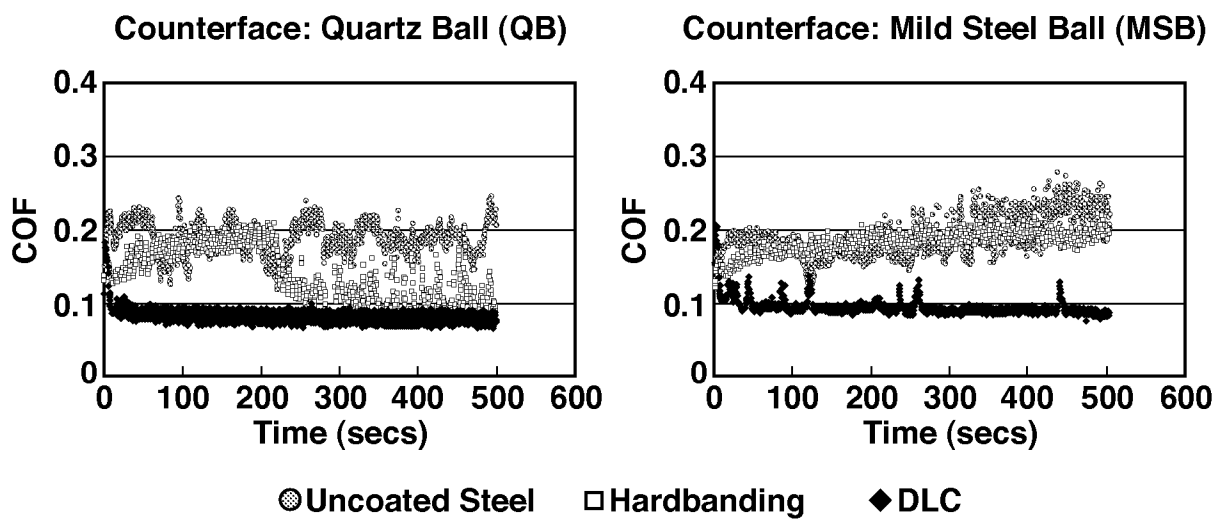 Counterface: Quartz Ball (QB)
Counterface: Mild Steel Ball (MSB)
0.4
0.3
0.2
0.1
0
COF
0 100 200 300 400 500 600
Time (secs)
0.4
0.3
0.2
0.1
0
COF
0 100 200 300 400 500 600
Time (secs)
Uncoated Steel
Hardbanding
DLC